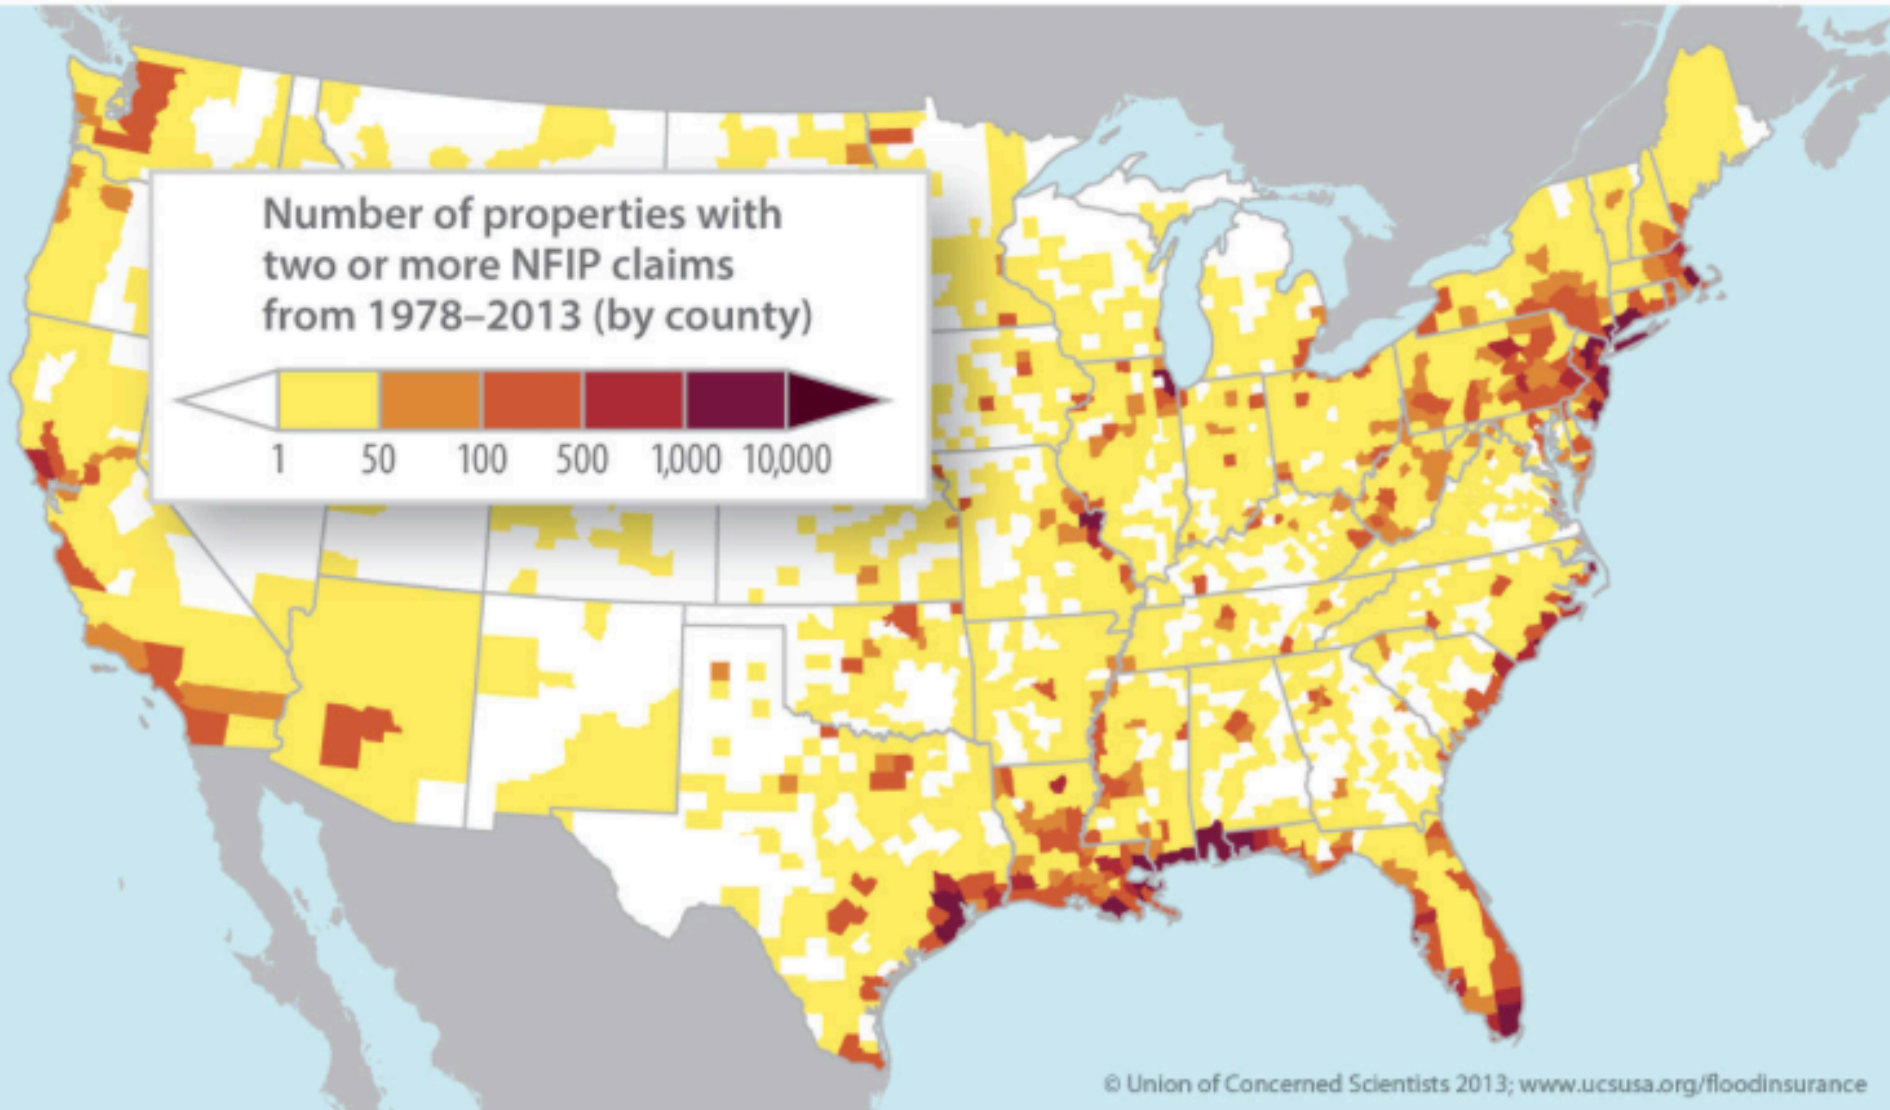 Number of properties with
two or more NFIP claims
from 1978–2013 (by county)
1 50 100 500 1,000 10,000
© Union of Concerned Scientists 2013; www.ucsusa.org/floodinsurance